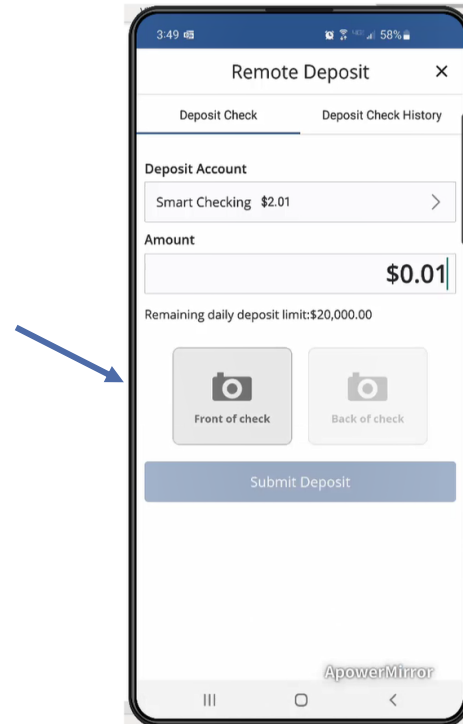 3:49
58%
Remote Deposit
Deposit Check
Deposit Check History
Deposit Account
Smart Checking $2.01
Amount
$0.01
Remaining daily deposit limit:$20,000.00
Front of check
Back of check
Submit Deposit
ApowerMirror